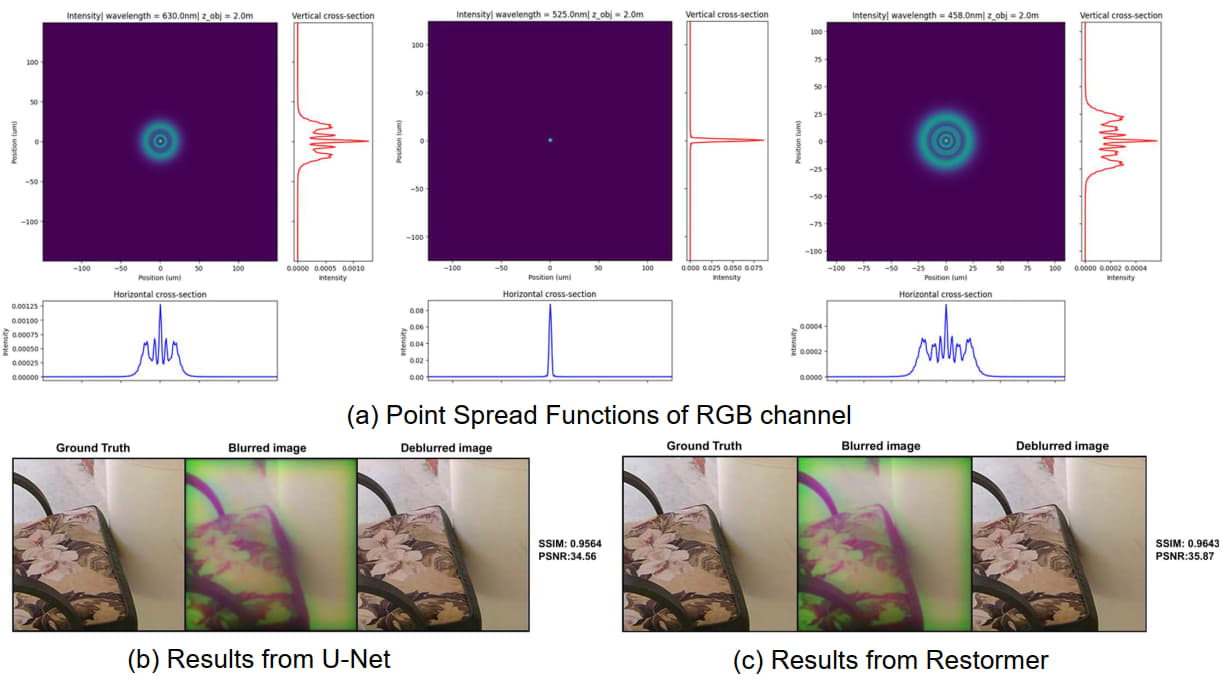 Intensity| wavelength = 630.0nm| z_obj = 2.0m
Vertical cross-section
Position (um)
100
50
0
−50
−100
−100 −50 0 50 100
Position (um)
0.0000 0.0005 0.0010
Intensity
Horizontal cross-section
Intensity
0.00125
0.00100
0.00075
0.00050
0.00025
0.00000
Intensity| wavelength = 525.0nm| z_obj = 2.0m
Vertical cross-section
Position (um)
100
50
0
−50
−100
−100 −50 0 50 100
Position (um)
0.000 0.025 0.050 0.075
Intensity
Horizontal cross-section
Intensity
0.08
0.06
0.04
0.02
0.00
Intensity| wavelength = 458.0nm| z_obj = 2.0m
Vertical cross-section
Position (um)
100
75
50
25
0
−25
−50
−75
−100
−100 −75 −50 −25 0 25 50 75 100
Position (um)
0.0000 0.0002 0.0004
Intensity
Horizontal cross-section
Intensity
0.0004
0.0002
0.0000
(a) Point Spread Functions of RGB channel
Ground Truth Blurred image Deblurred image
SSIM: 0.9564
PSNR:34.56
(b) Results from U-Net
Ground Truth Blurred image Deblurred image
SSIM: 0.9643
PSNR:35.87
(c) Results from Restormer